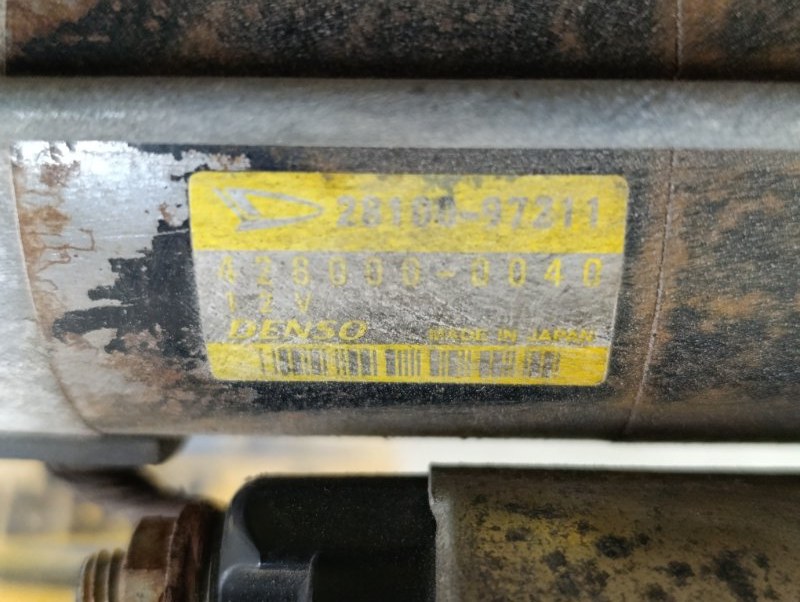 28100-97211
428000-0040
12V
DENSO MADE IN JAPAN